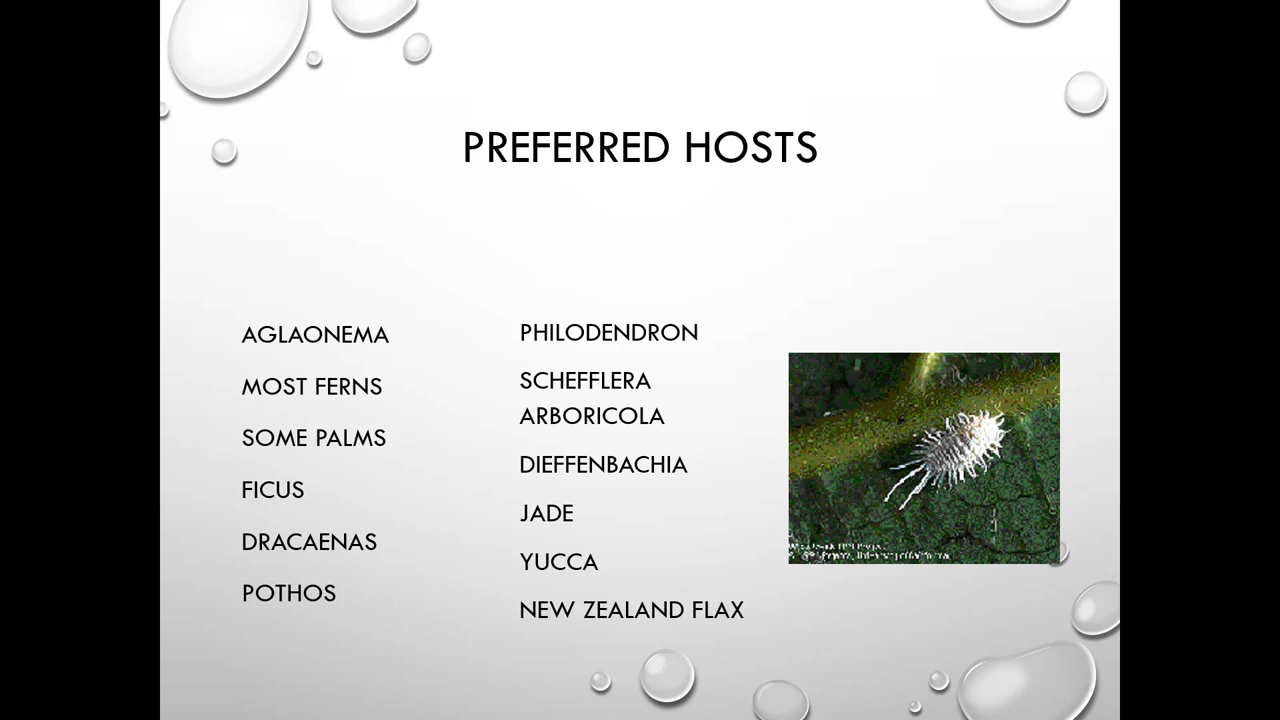 PREFERRED HOSTS
AGLAONEMA
MOST FERNS
SOME PALMS
FICUS
DRACAENAS
POTHOS
PHILODENDRON
SCHEFFLERA
ARBORICOLA
DIEFFENBACHIA
JADE
YUCCA
NEW ZEALAND FLAX